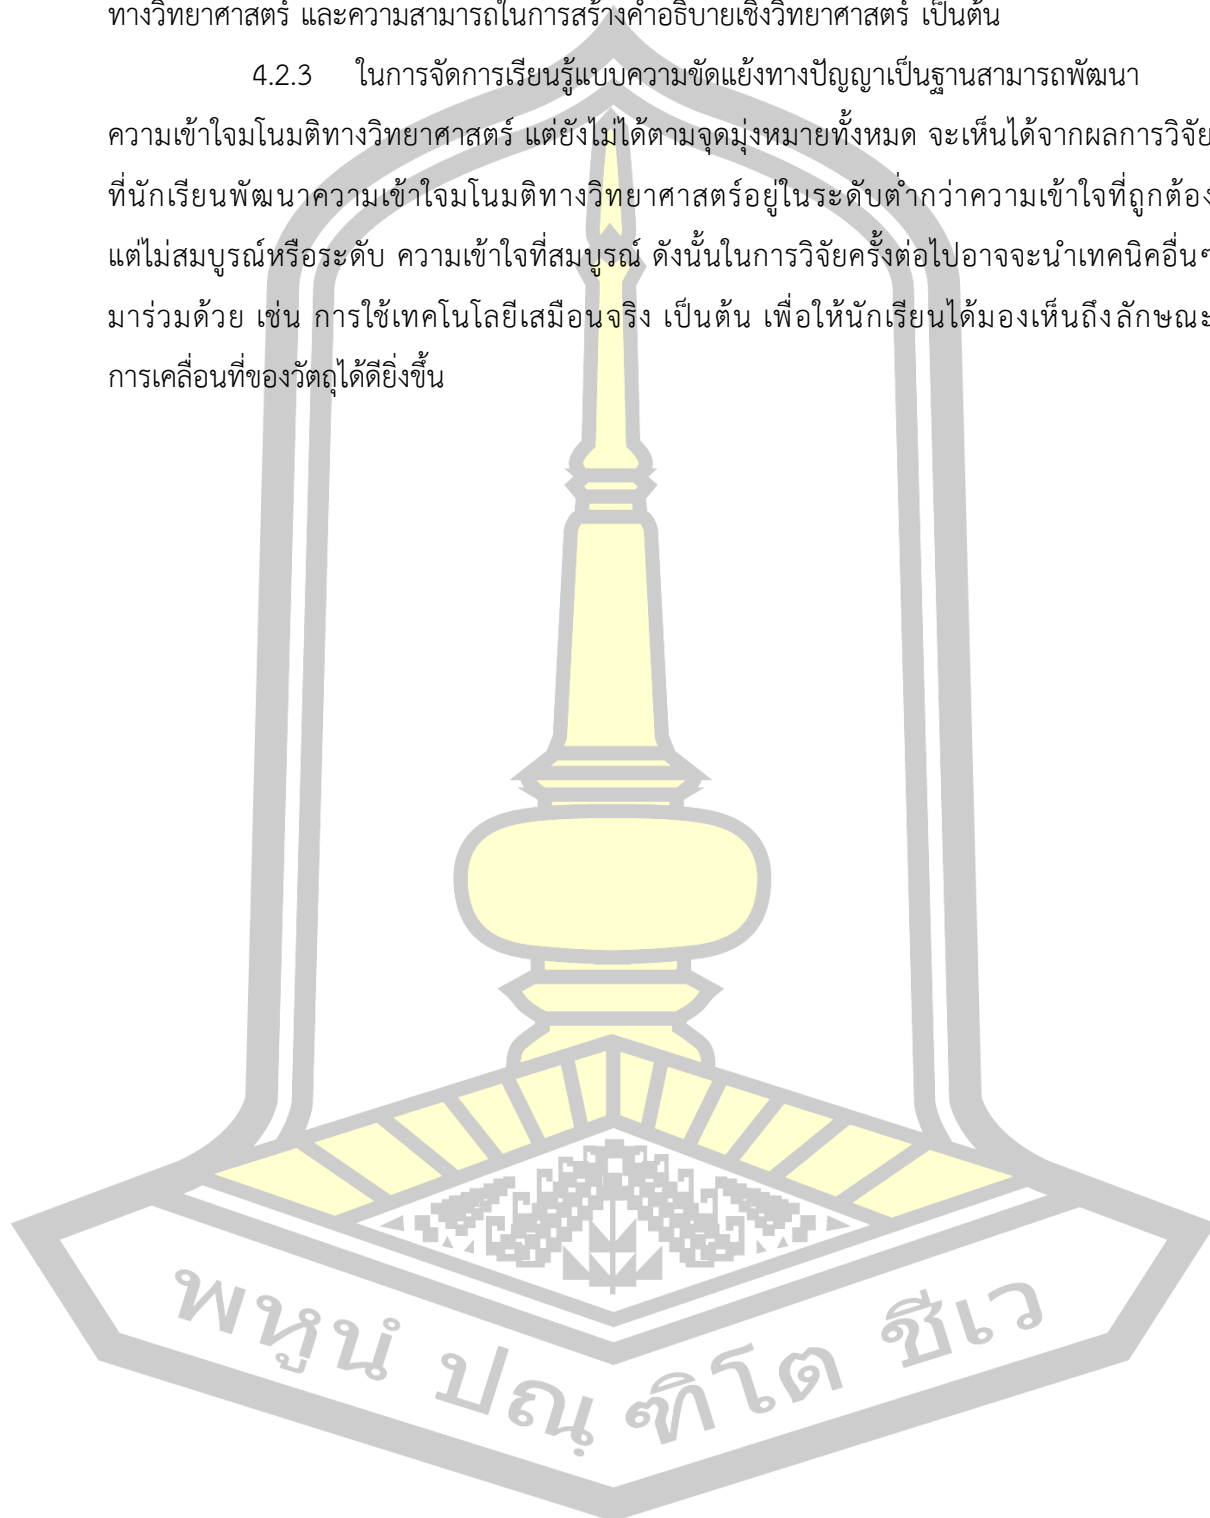 ทางวิทยาศาสตร์ และความสามารถในการสร้างคำอธิบายเชิงวิทยาศาสตร์ เป็นต้น
4.2.3 ในการจัดการเรียนรู้แบบความขัดแย้งทางปัญญาเป็นฐานสามารถพัฒนา
ความเข้าใจมโนมติทางวิทยาศาสตร์ แต่ยังไม่ได้ตามจุดมุ่งหมายทั้งหมด จะเห็นได้จากผลการวิจัย
ที่นักเรียนพัฒนาความเข้าใจมโนมติทางวิทยาศาสตร์อยู่ในระดับต่ำกว่าความเข้าใจที่ถูกต้อง
แต่ไม่สมบูรณ์หรือระดับ ความเข้าใจที่สมบูรณ์ ดังนั้นในการวิจัยครั้งต่อไปอาจจะนำเทคนิคอื่นๆ
มาร่วมด้วย เช่น การใช้เทคโนโลยีเสมือนจริง เป็นต้น เพื่อให้นักเรียนได้มองเห็นถึงลักษณะ
การเคลื่อนที่ของวัตถุได้ดียิ่งขึ้น
พหูนํ ปณฺฑิโต ชีเว